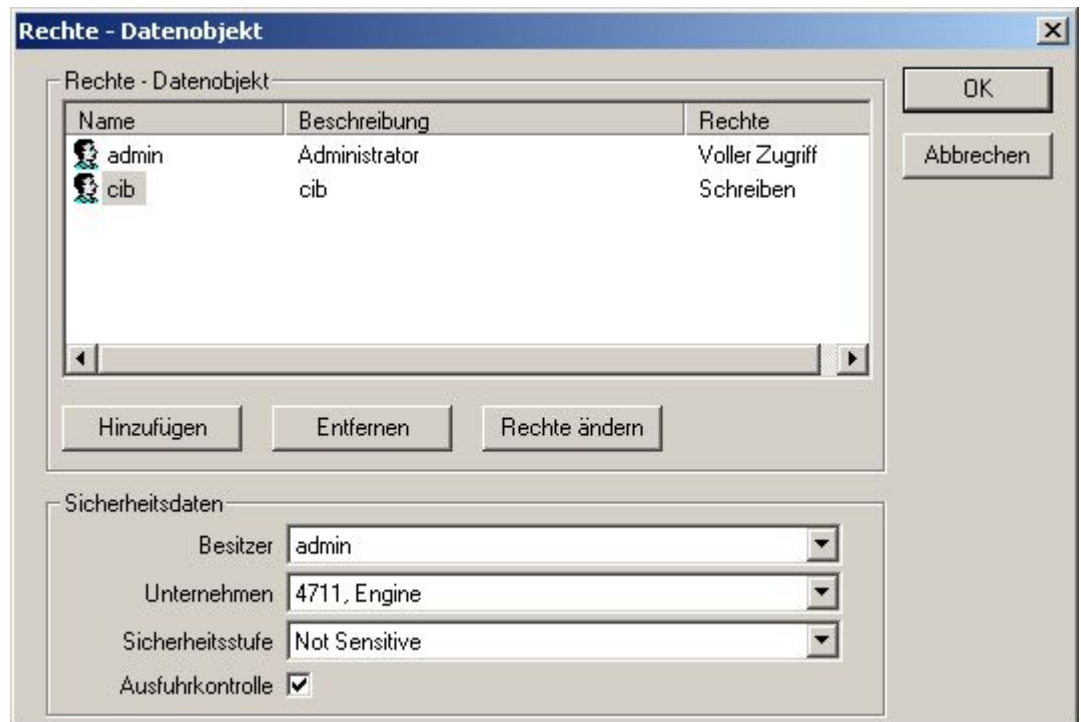 Rechte - Datenobjekt
Rechte - Datenobjekt
OK
Name Beschreibung Rechte
admin Administrator Voller Zugriff
Abbrechen
cib cib Schreiben
Hinzufügen Entfernen Rechte ändern
Sicherheitsdaten
Besitzer admin
Unternehmen 4711, Engine
Sicherheitsstufe Not Sensitive
Ausfuhrkontrolle